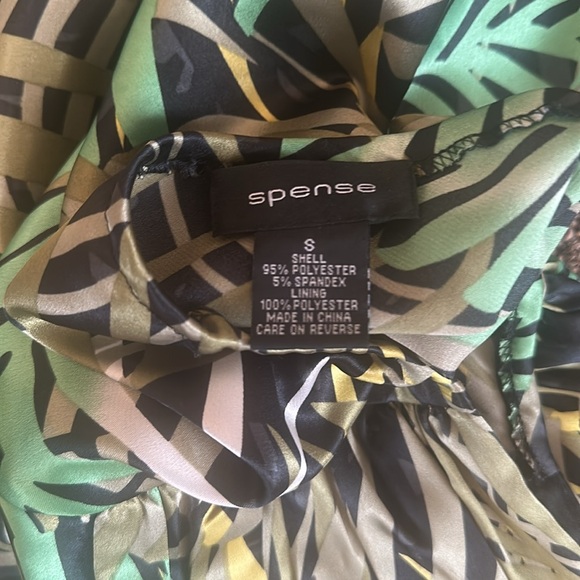 spense
S
SHELL
95% POLYESTER
5% SPANDEX
LINING
100% POLYESTER
MADE IN CHINA
CARE ON REVERSE